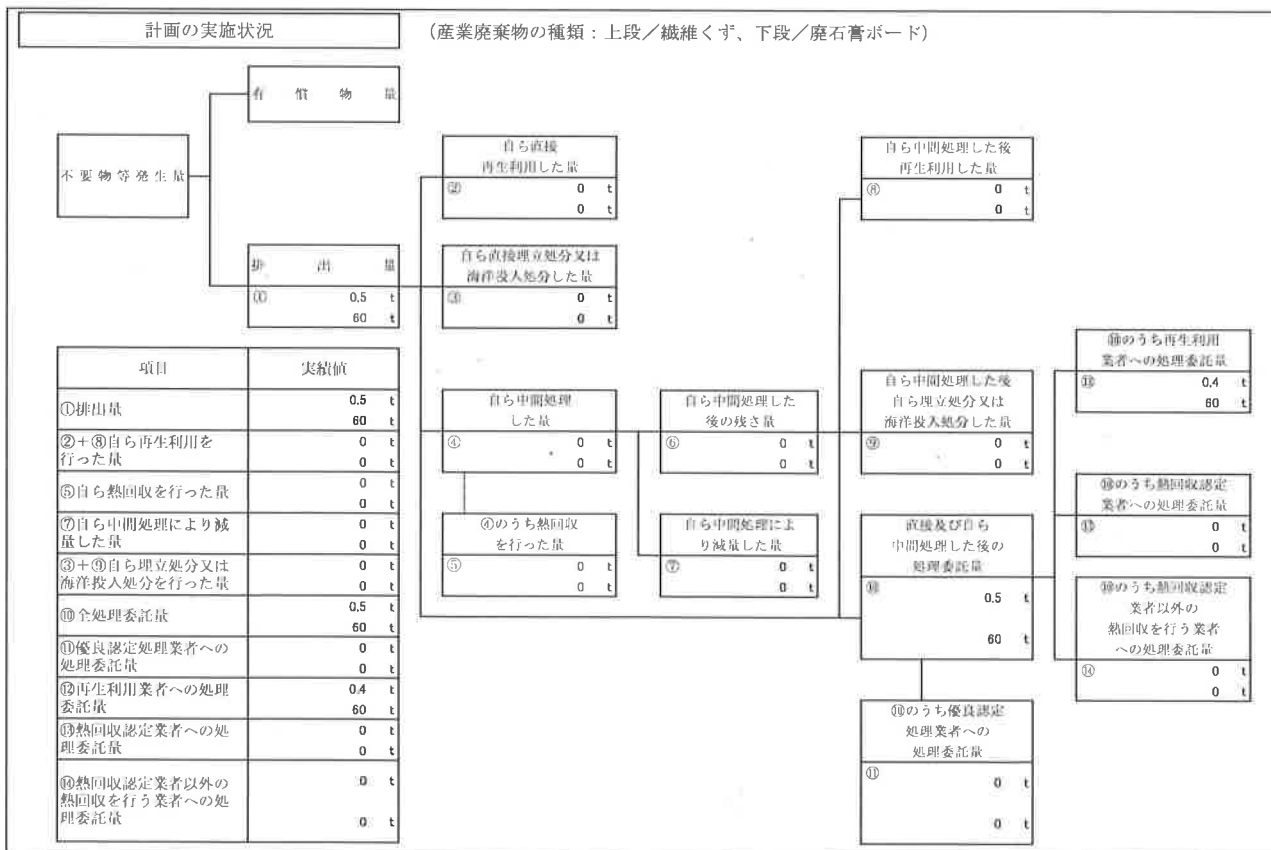 計画の実施状況
(産業廃棄物の種類：上段／繊維くず、下段／廃石膏ボード)
有償物量
不要物等発生量
排出量
① 0.5 t
60 t
自ら直接
再生利用した量
② 0 t
0 t
自ら直接埋立処分又は
海洋投入処分した量
③ 0 t
0 t
自ら中間処理
した量
④ 0 t
0 t
④のうち熱回収
を行った量
⑤ 0 t
0 t
自ら中間処理した
後の残さ量
⑥ 0 t
0 t
自ら中間処理によ
り減量した量
⑦ 0 t
0 t
自ら中間処理した後
再生利用した量
⑧ 0 t
0 t
自ら中間処理した後
自ら埋立処分又は
海洋投入処分した量
⑨ 0 t
0 t
直接及び自ら
中間処理した後の
処理委託量
⑩ 0.5 t
60 t
⑩のうち優良認定
処理業者への
処理委託量
⑪ 0 t
0 t
⑩のうち再生利用
業者への処理委託量
⑫ 0.4 t
60 t
⑩のうち熱回収認定
業者への処理委託量
⑬ 0 t
0 t
⑩のうち熱回収認定
業者以外の
熱回収を行う業者
への処理委託量
⑭ 0 t
0 t
項目 実績値
①排出量 0.5 t
60 t
②+⑧自ら再生利用を
行った量
0 t
0 t
⑤自ら熱回収を行った量 0 t
0 t
⑦自ら中間処理により減
量した量
0 t
0 t
③+⑨自ら埋立処分又は
海洋投入処分を行った量
0 t
0 t
⑩全処理委託量 0.5 t
60 t
⑪優良認定処理業者への
処理委託量
0 t
0 t
⑫再生利用業者への処理
委託量
0.4 t
60 t
⑬熱回収認定業者への処
理委託量
0 t
0 t
⑭熱回収認定業者以外の
熱回収を行う業者への処
理委託量
0 t
0 t